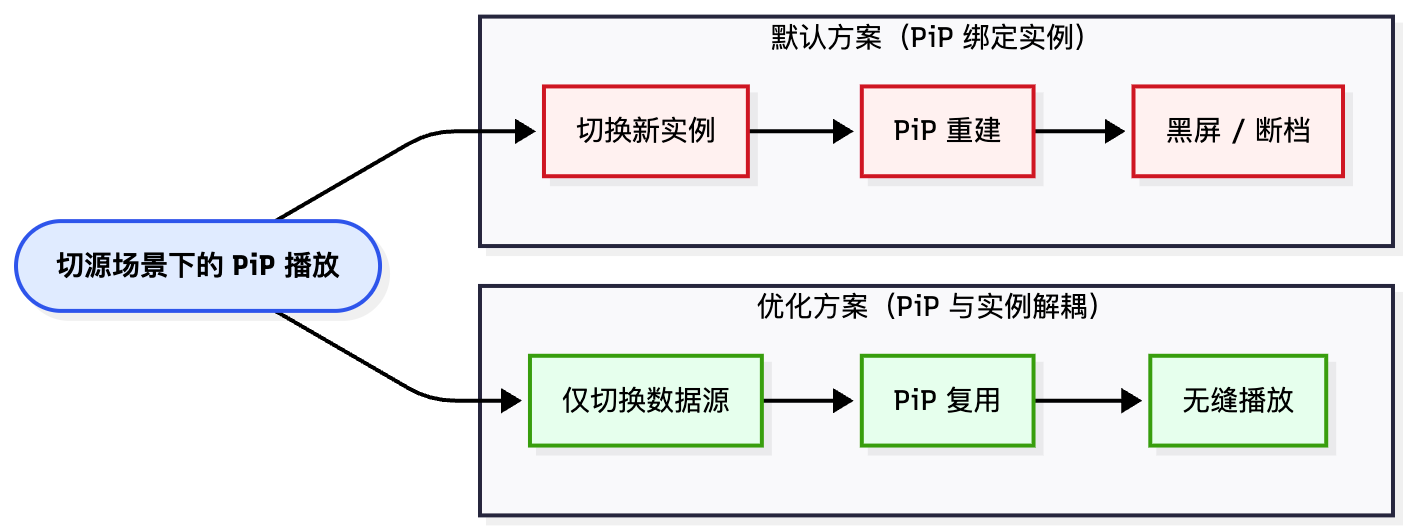 默认方案（PiP 绑定实例）
切换新实例
PiP 重建
黑屏 / 断档
切源场景下的 PiP 播放
优化方案（PiP 与实例解耦）
仅切换数据源
PiP 复用
无缝播放